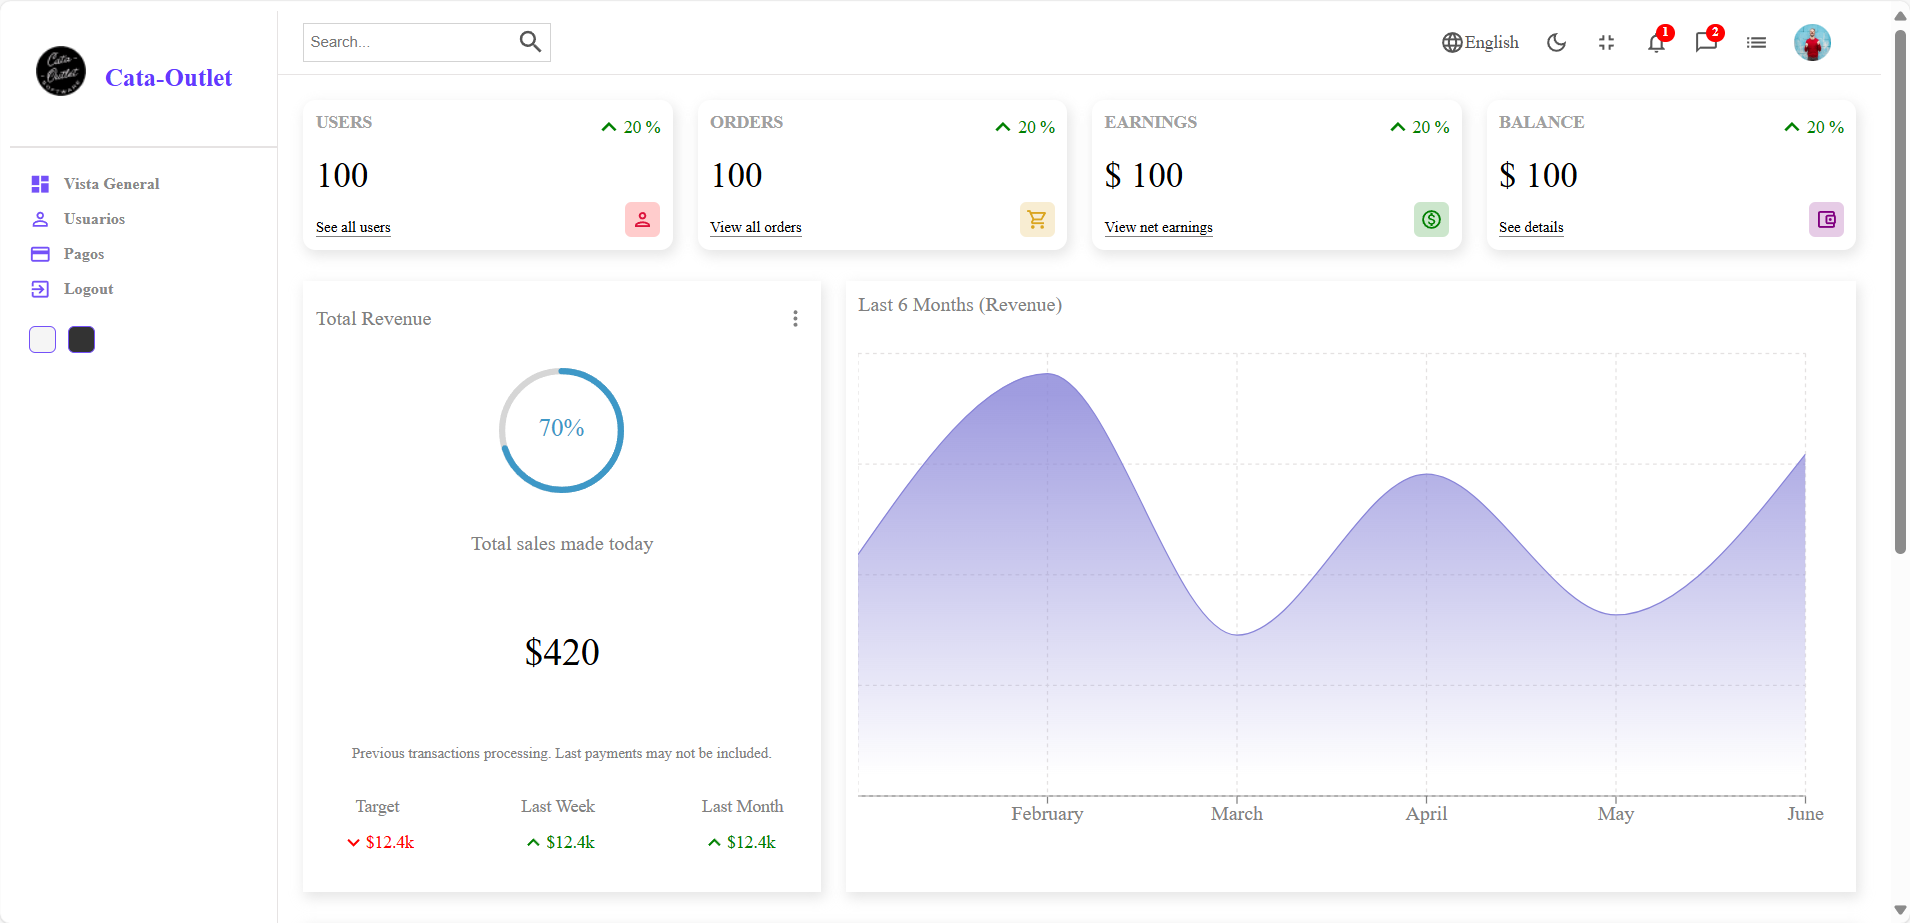 Cata-
-Outlet
SOFTWARE
Cata-Outlet
Search...
English
1
2
Vista General
Usuarios
Pagos
Logout
USERS
20 %
100
See all users
ORDERS
20 %
100
View all orders
EARNINGS
20 %
$ 100
View net earnings
BALANCE
20 %
$ 100
See details
Total Revenue
70%
Total sales made today
$420
Previous transactions processing. Last payments may not be included.
Target
Last Week
Last Month
$12.4k
$12.4k
$12.4k
Last 6 Months (Revenue)
February
March
April
May
June